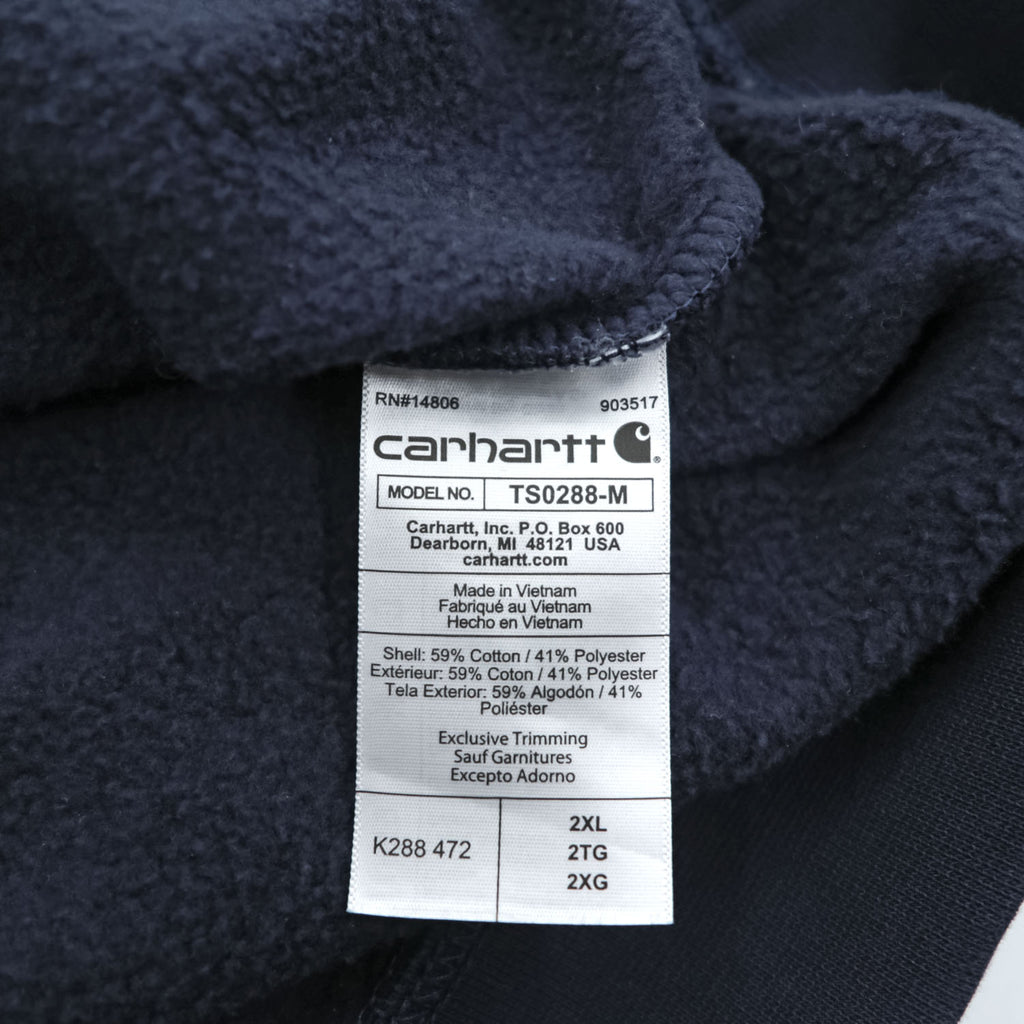 RN#14806 903517
carhartt ®
MODEL NO. TS0288-M
Carhartt, Inc. P.O. Box 600
Dearborn, MI 48121 USA
carhartt.com
Made in Vietnam
Fabriqué au Vietnam
Hecho en Vietnam
Shell: 59% Cotton / 41% Polyester
Extérieur: 59% Coton / 41% Polyester
Tela Exterior: 59% Algodón / 41%
Poliéster
Exclusive Trimming
Sauf Garnitures
Excepto Adorno
K288 472
2XL
2TG
2XG